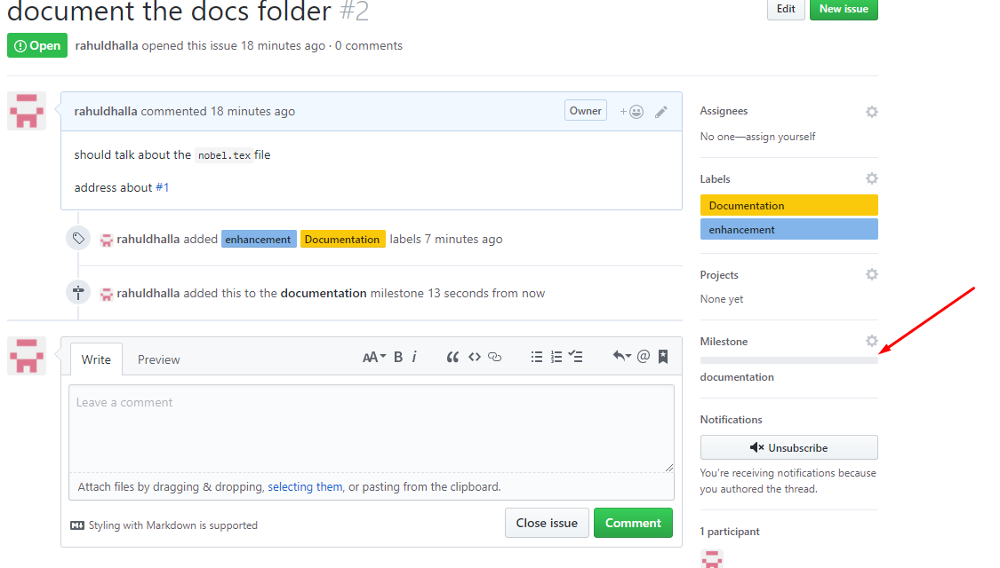 document the docs folder #2
Edit
New issue
Open
rahuldhalla opened this issue 18 minutes ago · 0 comments
rahuldhalla commented 18 minutes ago
Owner
should talk about the nobel.tex file
address about #1
rahuldhalla added enhancement Documentation labels 7 minutes ago
rahuldhalla added this to the documentation milestone 13 seconds from now
Write
Preview
AA
B
i
@
Leave a comment
Attach files by dragging & dropping, selecting them, or pasting from the clipboard.
Styling with Markdown is supported
Close issue
Comment
Assignees
No one—assign yourself
Labels
Documentation
enhancement
Projects
None yet
Milestone
documentation
Notifications
Unsubscribe
You're receiving notifications because
you authored the thread.
1 participant